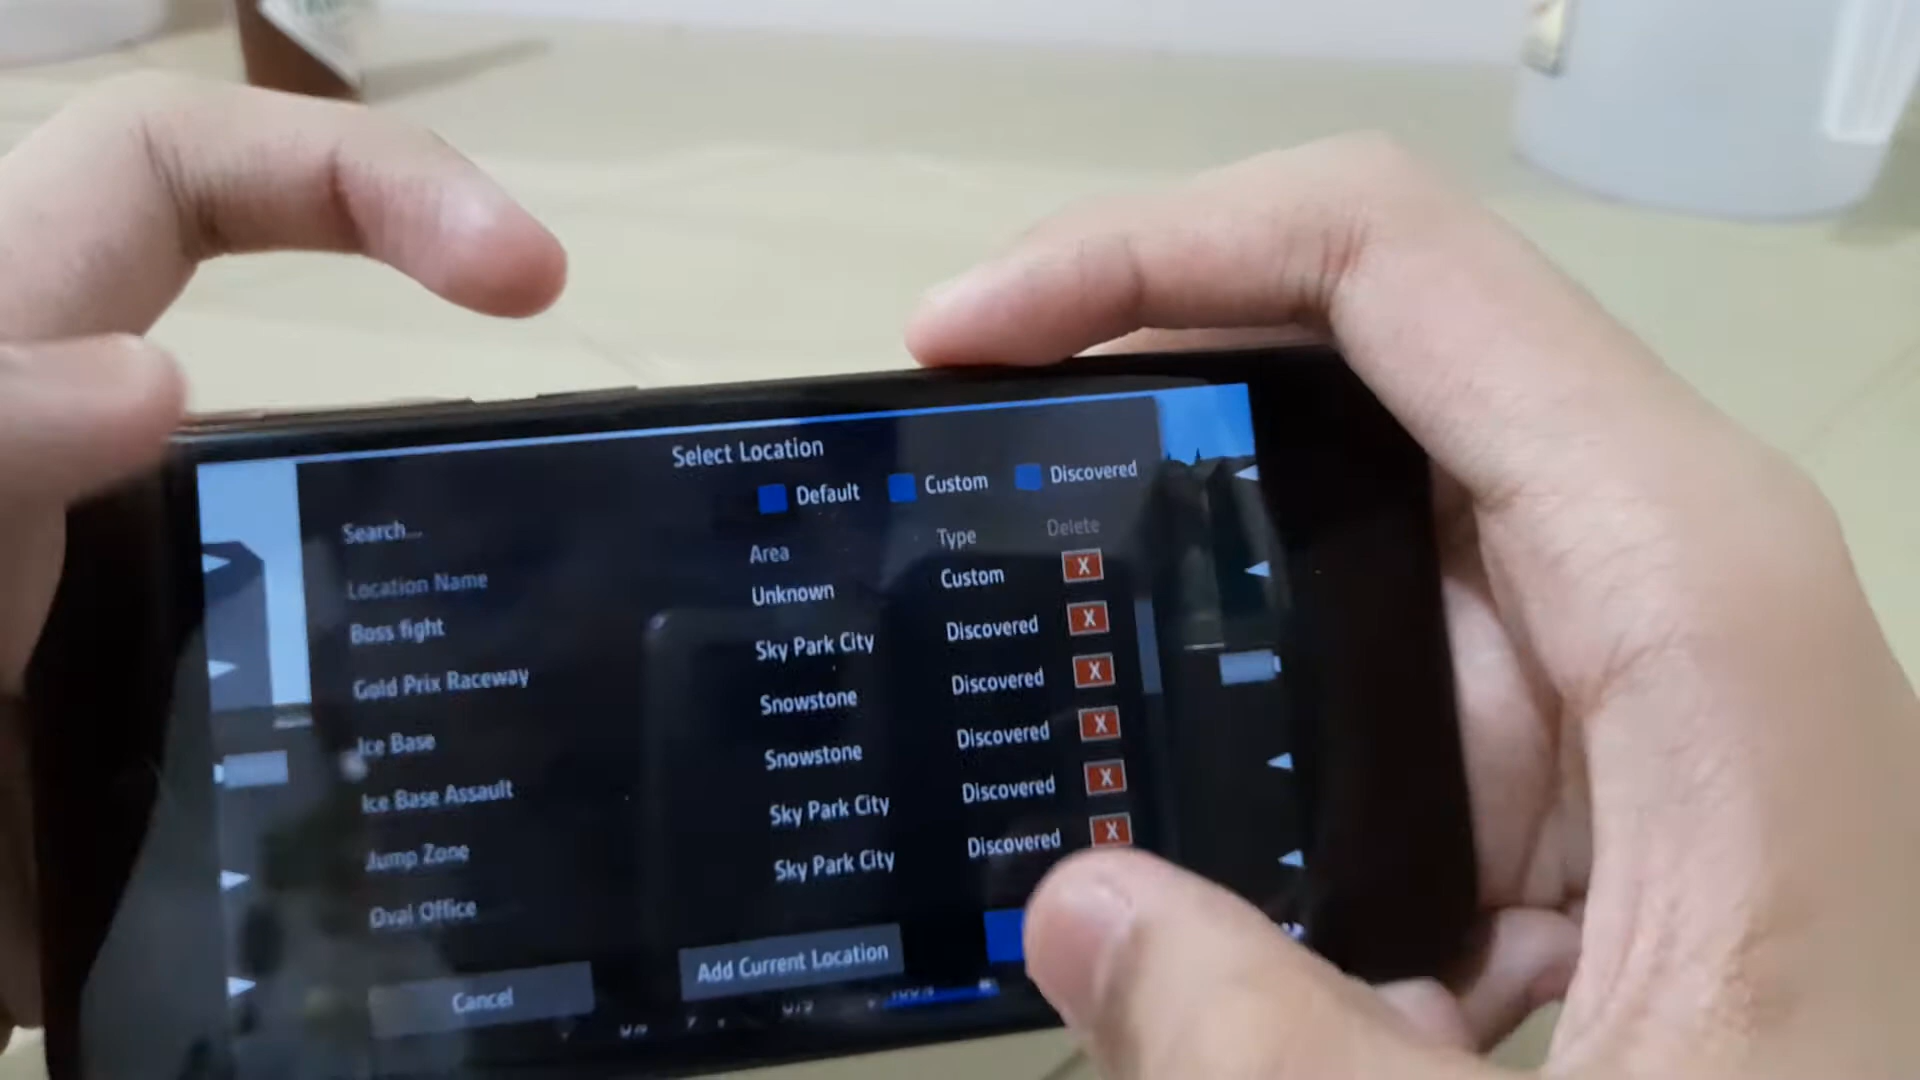 Select Location
Search...
Default
Custom
Discovered
Location Name
Area
Type
Delete
Boss fight
Unknown
Custom
X
Gold Prix Raceway
Sky Park City
Discovered
X
Ice Base
Snowstone
Discovered
X
Ice Base Assault
Snowstone
Discovered
X
Jump Zone
Sky Park City
Discovered
X
Oval Office
Sky Park City
Discovered
X
Cancel
Add Current Location